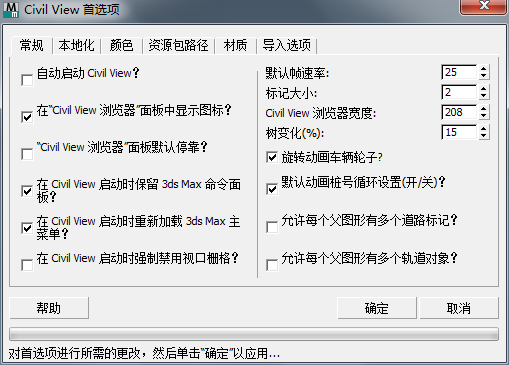 Civil View 首选项
常规 本地化 颜色 资源包路径 材质 导入选项
自动启动 Civil View？
在“Civil View 浏览器”面板中显示图标？
“Civil View 浏览器”面板默认停靠？
在 Civil View 启动时保留 3ds Max 命令面
板？
在 Civil View 启动时重新加载 3ds Max 主
菜单？
在 Civil View 启动时强制禁用视口栅格？
默认帧速率: 25
标记大小: 2
Civil View 浏览器宽度: 208
树变化(%): 15
旋转动画车辆轮子?
默认动画桩号循环设置(开/关)？
允许每个父图形有多个道路标记？
允许每个父图形有多个轨道对象？
帮助 确定 取消
对首选项进行所需的更改，然后单击“确定”以应用...